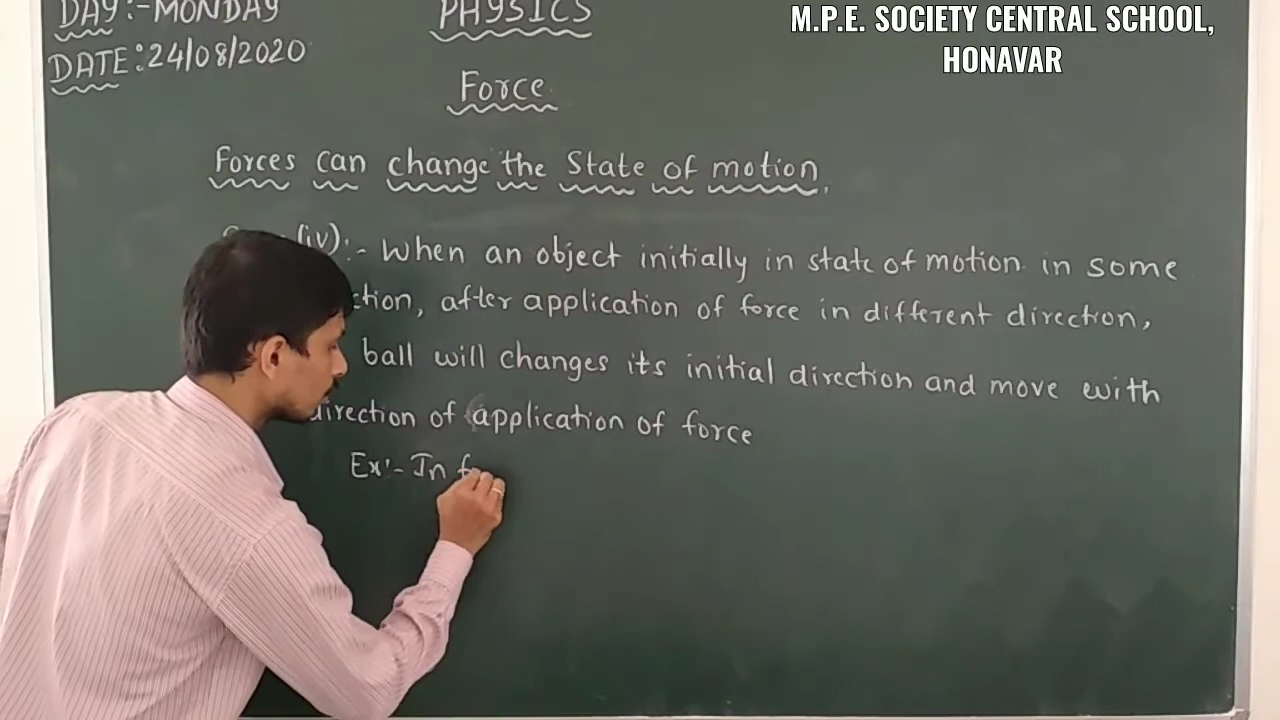 DAY:-MONDAY
PHYSICS
M.P.E. SOCIETY CENTRAL SCHOOL,
HONAVAR
DATE:24/08/2020
Force
Forces can change the State of motion.
(iv):- When an object initially in state of motion in some
ction, after application of force in different direction,
ball will changes its initial direction and move with
direction of application of force
Ex:- In f